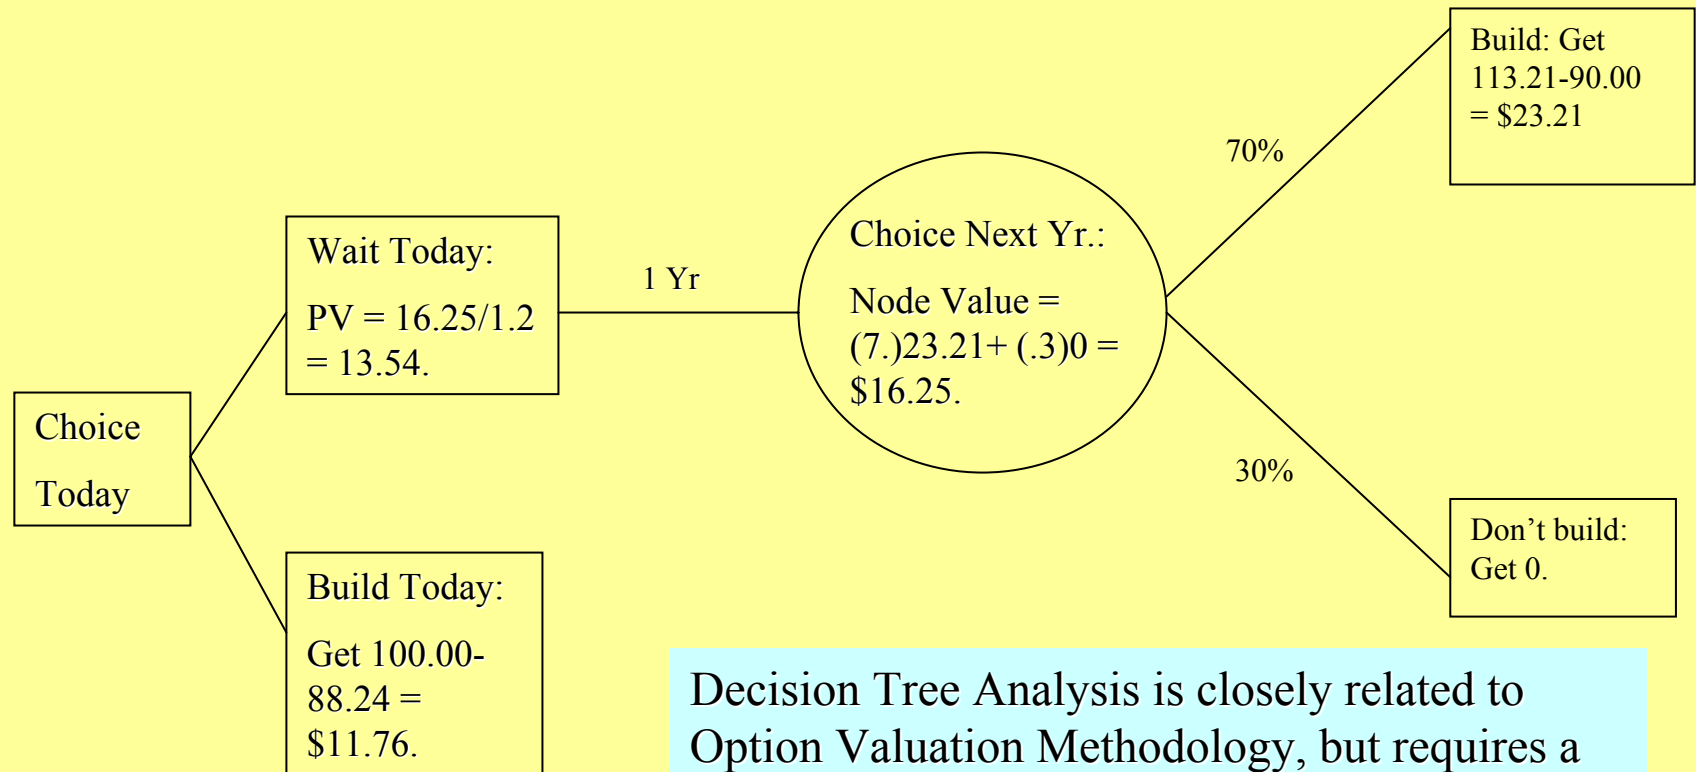 Choice
Today
Wait Today:
PV = 16.25/1.2
= 13.54.
Build Today:
Get 100.00-
88.24 =
$11.76.
1 Yr
Choice Next Yr.:
Node Value =
(7.)23.21+ (.3)0 =
$16.25.
70%
30%
Build: Get
113.21-90.00
= $23.21
Don’t build:
Get 0.
Decision Tree Analysis is closely related to
Option Valuation Methodology, but requires a